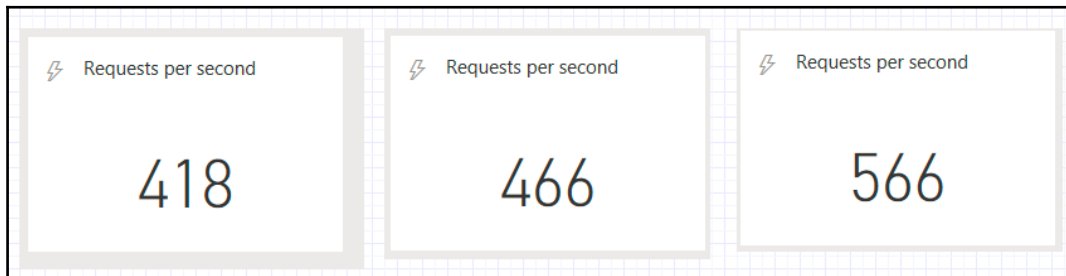 Requests per second
418
Requests per second
466
Requests per second
566